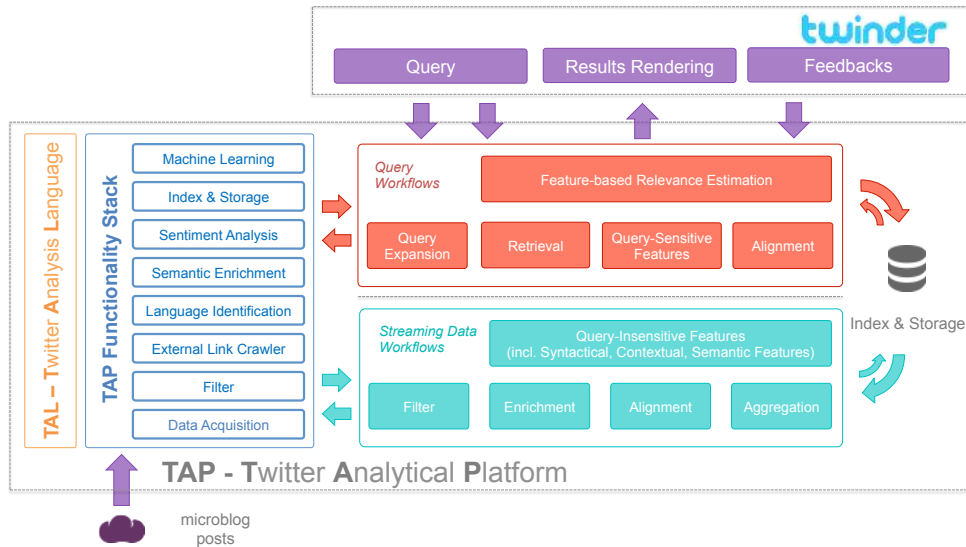 twinder
Query
Results Rendering
Feedbacks
TAL – Twitter Analysis Language
TAP Functionality Stack
Machine Learning
Index & Storage
Sentiment Analysis
Semantic Enrichment
Language Identification
External Link Crawler
Filter
Data Acquisition
Query
Workflows
Feature-based Relevance Estimation
Query
Expansion
Retrieval
Query-Sensitive
Features
Alignment
Streaming Data
Workflows
Query-Insensitive Features
(incl. Syntactical, Contextual, Semantic Features)
Filter
Enrichment
Alignment
Aggregation
Index & Storage
TAP - Twitter Analytical Platform
microblog
posts